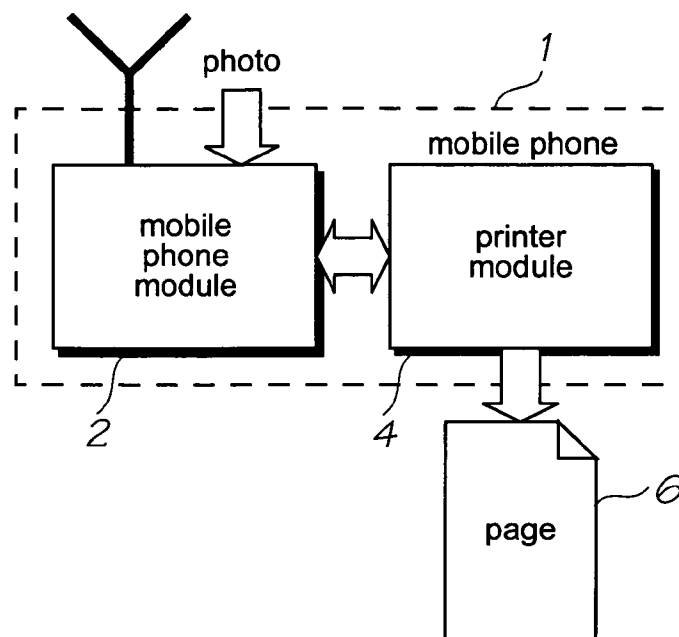 1
photo
mobile phone
mobile
phone
module
printer
module
2
4
6
page